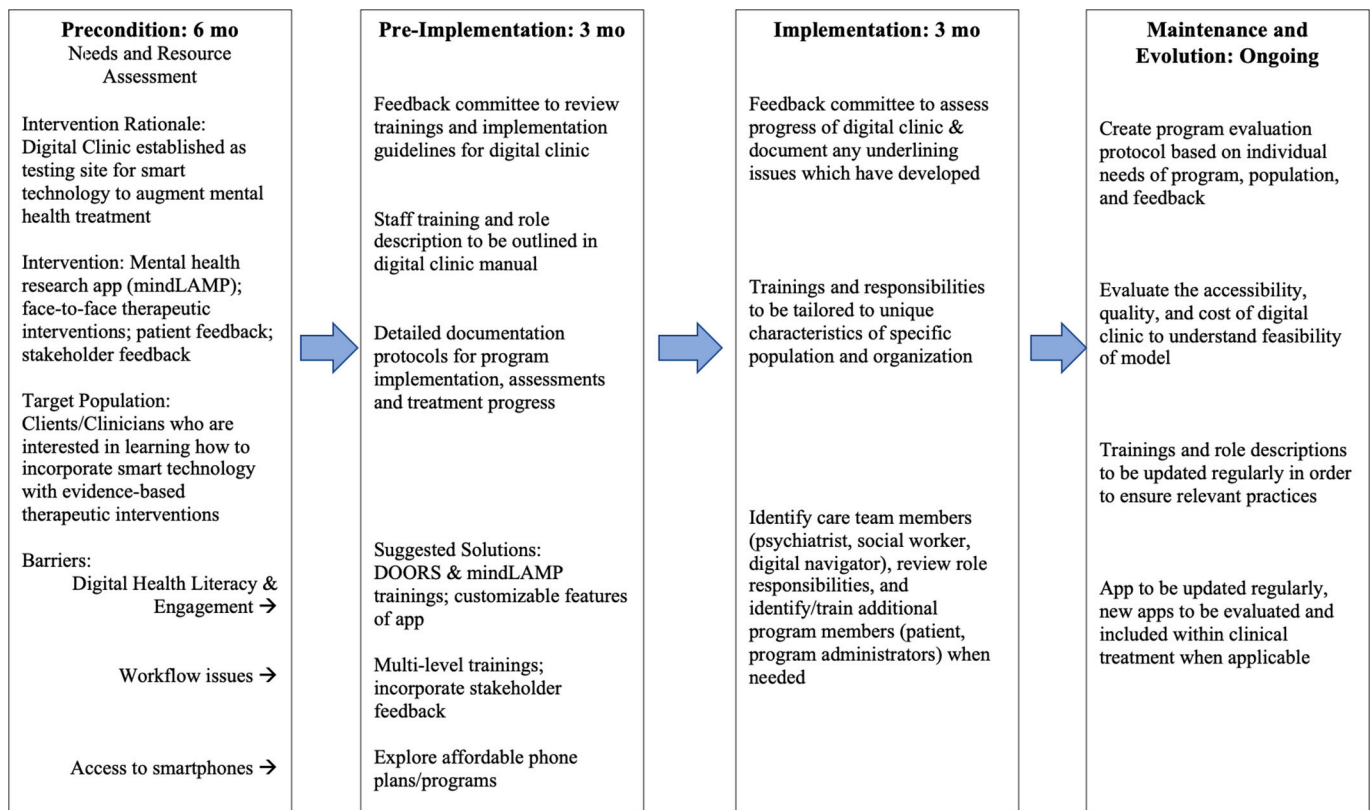 Precondition: 6 mo
Needs and Resource
Assessment
Intervention Rationale:
Digital Clinic established as
testing site for smart
technology to augment mental
health treatment
Intervention: Mental health
research app (mindLAMP);
face-to-face therapeutic
interventions; patient feedback;
stakeholder feedback
Target Population:
Clients/Clinicians who are
interested in learning how to
incorporate smart technology
with evidence-based
therapeutic interventions
Barriers:
Digital Health Literacy &
Engagement →
Workflow issues →
Access to smartphones →
Pre-Implementation: 3 mo
Feedback committee to review
trainings and implementation
guidelines for digital clinic
Staff training and role
description to be outlined in
digital clinic manual
Detailed documentation
protocols for program
implementation, assessments
and treatment progress
Suggested Solutions:
DOORS & mindLAMP
trainings; customizable features
of app
Multi-level trainings;
incorporate stakeholder
feedback
Explore affordable phone
plans/programs
Implementation: 3 mo
Feedback committee to assess
progress of digital clinic &
document any underlining
issues which have developed
Trainings and responsibilities
to be tailored to unique
characteristics of specific
population and organization
Identify care team members
(psychiatrist, social worker,
digital navigator), review role
responsibilities, and
identify/train additional
program members (patient,
program administrators) when
needed
Maintenance and
Evolution: Ongoing
Create program evaluation
protocol based on individual
needs of program, population,
and feedback
Evaluate the accessibility,
quality, and cost of digital
clinic to understand feasibility
of model
Trainings and role descriptions
to be updated regularly in order
to ensure relevant practices
App to be updated regularly,
new apps to be evaluated and
included within clinical
treatment when applicable